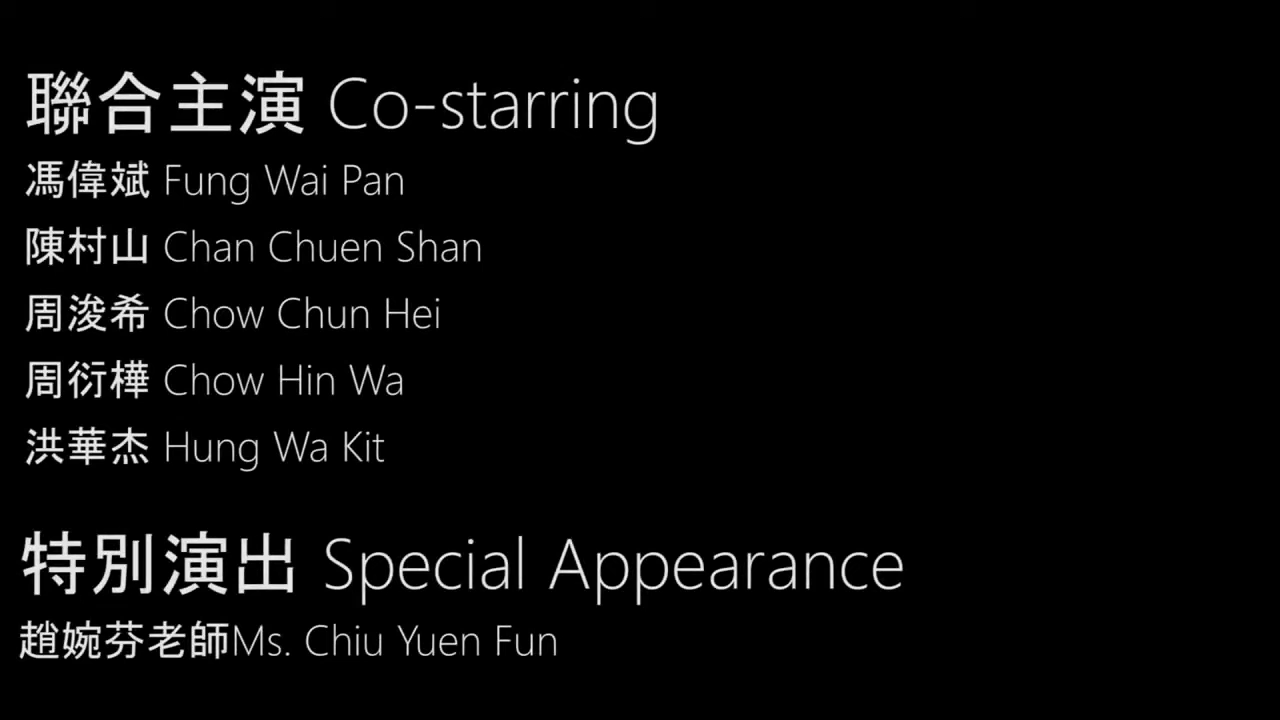 聯合主演 Co-starring
馮偉斌 Fung Wai Pan
陳村山 Chan Chuen Shan
周浚希 Chow Chun Hei
周衍樺 Chow Hin Wa
洪華杰 Hung Wa Kit
特別演出 Special Appearance
趙婉芬老師Ms. Chiu Yuen Fun